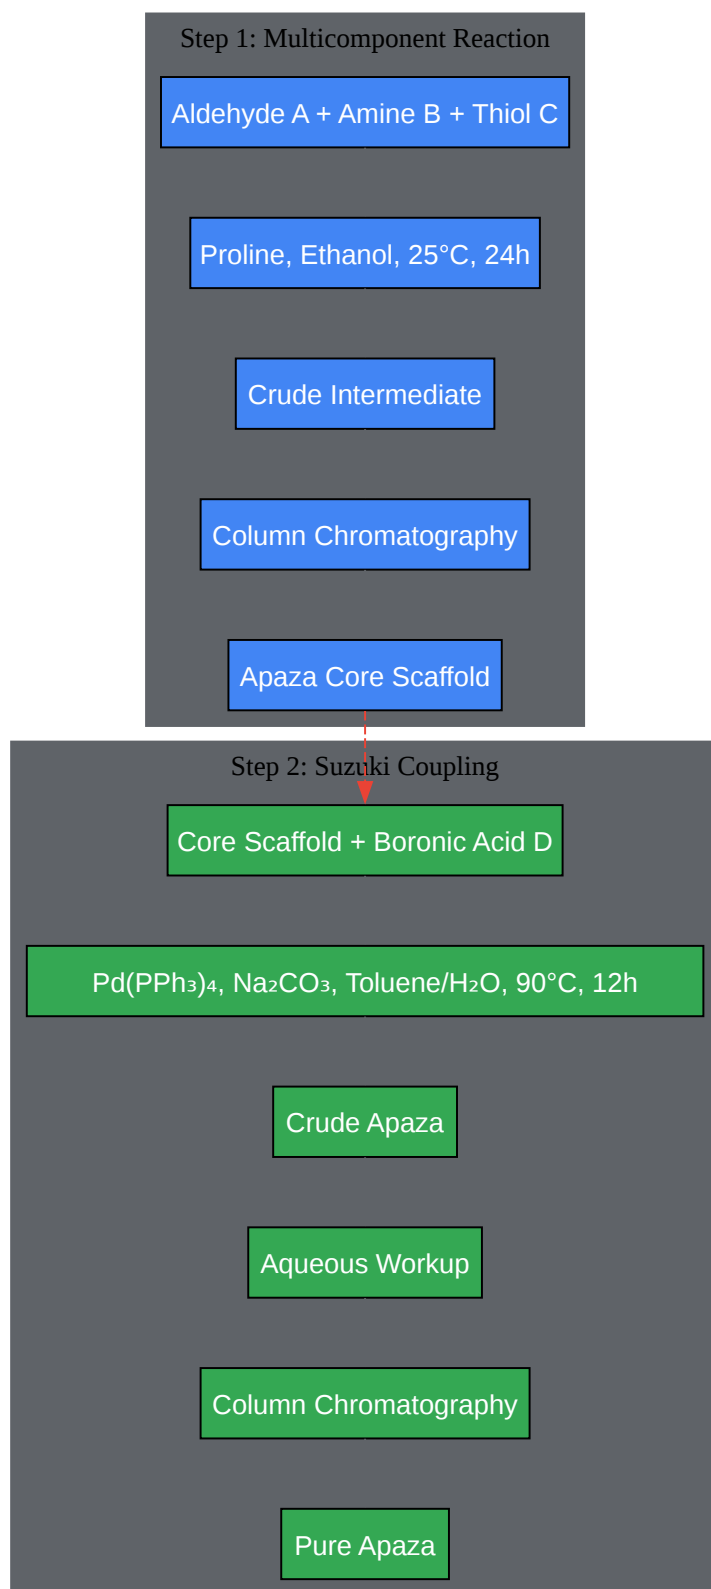 Step 1: Multicomponent Reaction
Aldehyde A + Amine B + Thiol C
Proline, Ethanol, 25°C, 24h
Crude Intermediate
Column Chromatography
Apaza Core Scaffold
Step 2: Suzuki Coupling
Core Scaffold + Boronic Acid D
Pd(PPh₃)₄, Na₂CO₃, Toluene/H₂O, 90°C, 12h
Crude Apaza
Aqueous Workup
Column Chromatography
Pure Apaza